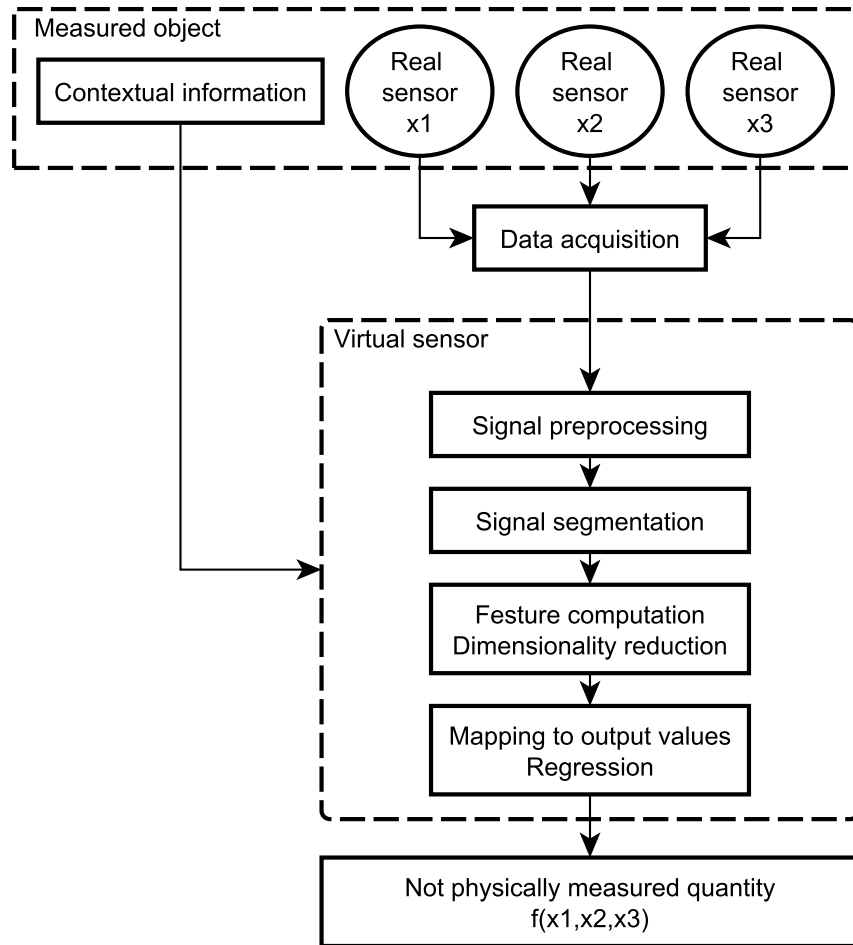 Measured object
Contextual information
Real
sensor
x1
Real
sensor
x2
Real
sensor
x3
Data acquisition
Virtual sensor
Signal preprocessing
Signal segmentation
Festure computation
Dimensionality reduction
Mapping to output values
Regression
Not physically measured quantity
f(x1,x2,x3)